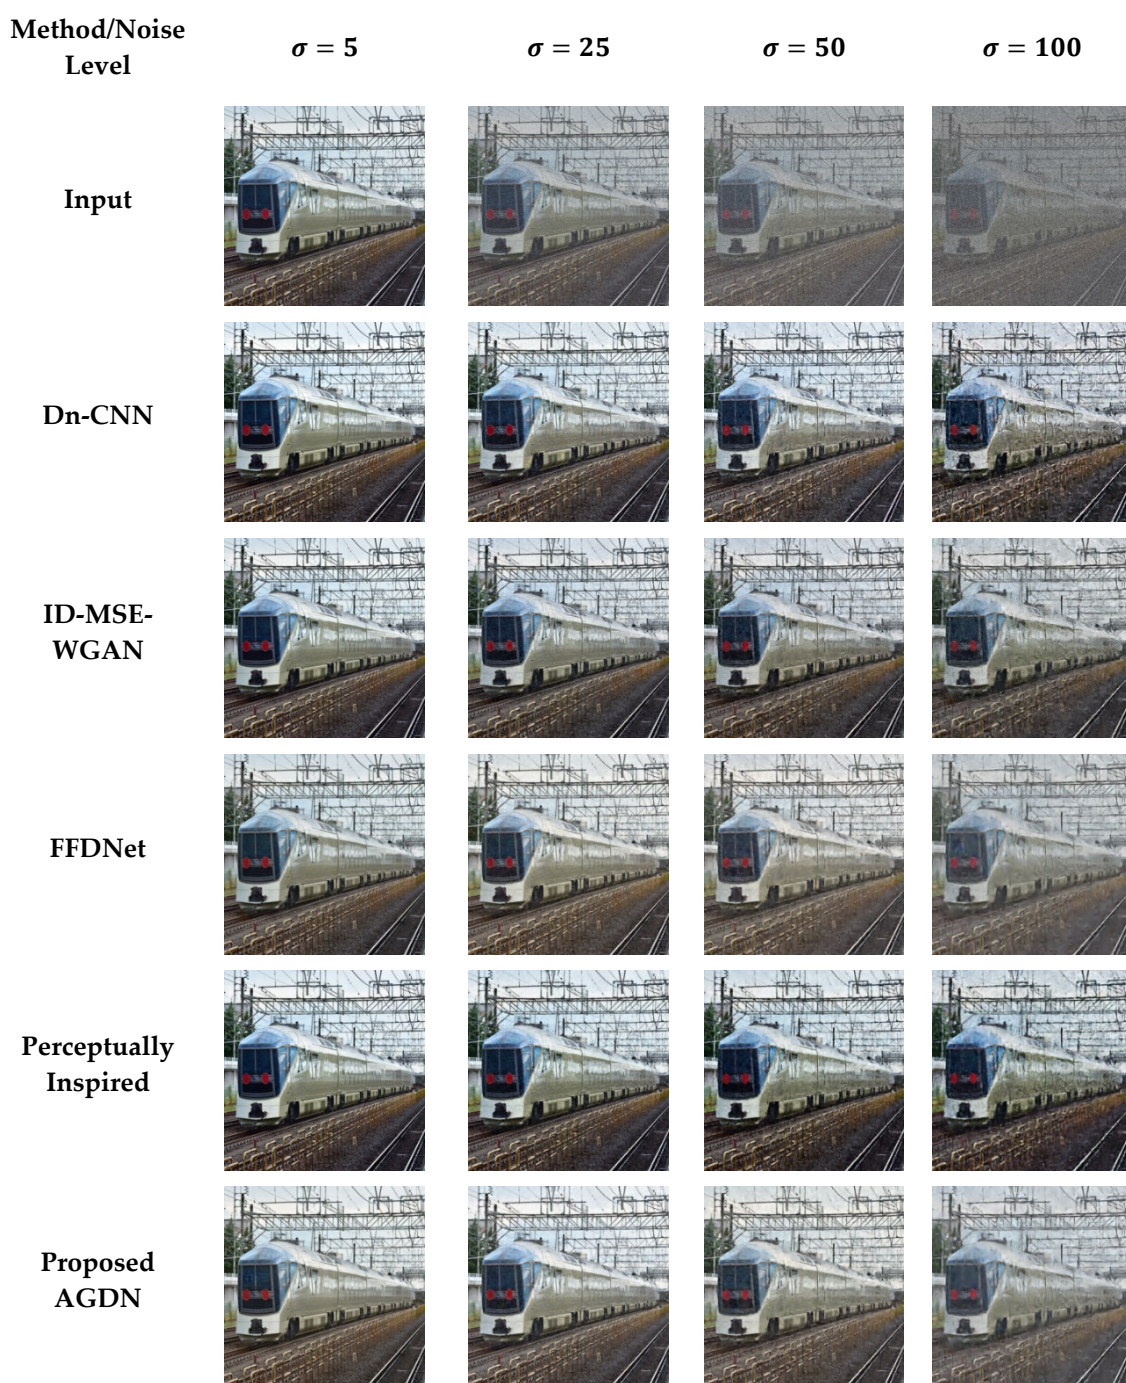 Method/Noise
Level
σ = 5
σ = 25
σ = 50
σ = 100
Input
Dn-CNN
ID-MSE-
WGAN
FFDNet
Perceptually
Inspired
Proposed
AGDN